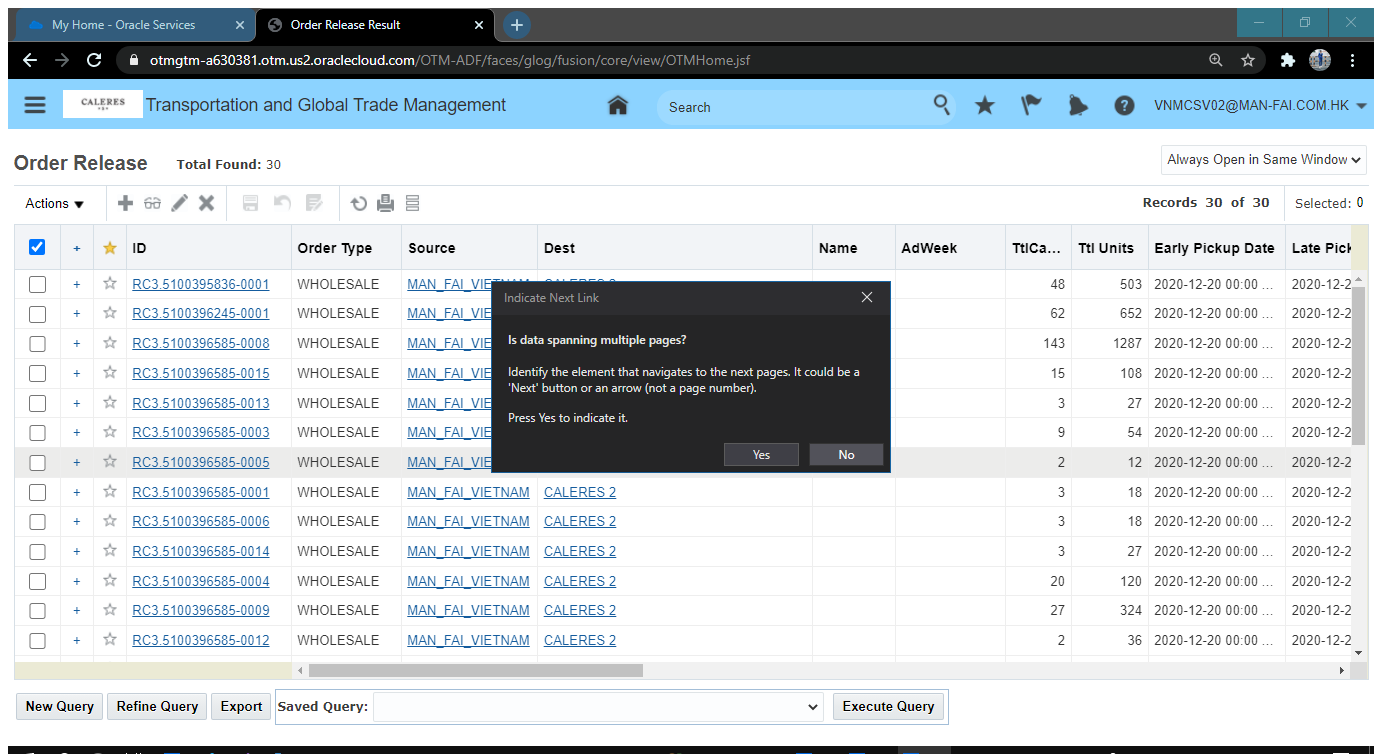 My Home - Oracle Services
Order Release Result
otmgtm-a630381.otm.us2.oraclecloud.com/OTM-ADF/faces/glog/fusion/core/view/OTMHome.jsf
CALERES Transportation and Global Trade Management Search VNMCSV02@MAN-FAI.COM.HK
Order Release Total Found: 30 Always Open in Same Window
Actions Records 30 of 30 Selected: 0
+ ID Order Type Source Dest Name AdWeek TtlCa... Ttl Units Early Pickup Date Late Pick
+ RC3.5100395836-0001 WHOLESALE MAN_FAI_VIETNAM CALERES 2 48 503 2020-12-20 00:00 ... 2020-12-2
+ RC3.5100396245-0001 WHOLESALE MAN_FAI_VIE 62 652 2020-12-20 00:00 ... 2020-12-2
+ RC3.5100396585-0008 WHOLESALE MAN_FAI_VIE 143 1287 2020-12-20 00:00 ... 2020-12-2
+ RC3.5100396585-0015 WHOLESALE MAN_FAI_VIE 15 108 2020-12-20 00:00 ... 2020-12-2
+ RC3.5100396585-0013 WHOLESALE MAN_FAI_VIE 3 27 2020-12-20 00:00 ... 2020-12-2
+ RC3.5100396585-0003 WHOLESALE MAN_FAI_VIE 9 54 2020-12-20 00:00 ... 2020-12-2
+ RC3.5100396585-0005 WHOLESALE MAN_FAI_VIE 2 12 2020-12-20 00:00 ... 2020-12-2
+ RC3.5100396585-0001 WHOLESALE MAN_FAI_VIETNAM CALERES 2 3 18 2020-12-20 00:00 ... 2020-12-2
+ RC3.5100396585-0006 WHOLESALE MAN_FAI_VIETNAM CALERES 2 3 18 2020-12-20 00:00 ... 2020-12-2
+ RC3.5100396585-0014 WHOLESALE MAN_FAI_VIETNAM CALERES 2 3 27 2020-12-20 00:00 ... 2020-12-2
+ RC3.5100396585-0004 WHOLESALE MAN_FAI_VIETNAM CALERES 2 20 120 2020-12-20 00:00 ... 2020-12-2
+ RC3.5100396585-0009 WHOLESALE MAN_FAI_VIETNAM CALERES 2 27 324 2020-12-20 00:00 ... 2020-12-2
+ RC3.5100396585-0012 WHOLESALE MAN_FAI_VIETNAM CALERES 2 2 36 2020-12-20 00:00 ... 2020-12-2
Indicate Next Link
Is data spanning multiple pages?
Identify the element that navigates to the next pages. It could be a
'Next' button or an arrow (not a page number).
Press Yes to indicate it.
Yes No
New Query Refine Query Export Saved Query: Execute Query